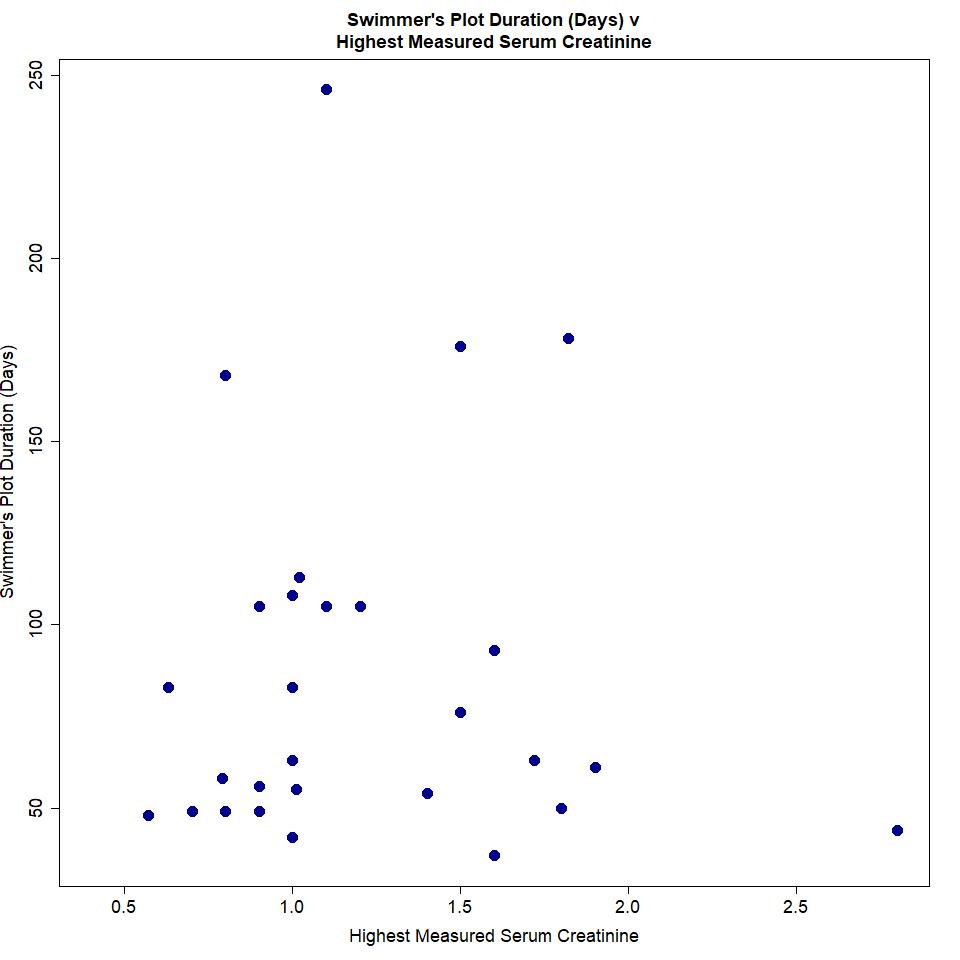 Swimmer's Plot Duration (Days) v
Highest Measured Serum Creatinine
250
200
150
100
50
Swimmer's Plot Duration (Days)
0.5 1.0 1.5 2.0 2.5
Highest Measured Serum Creatinine